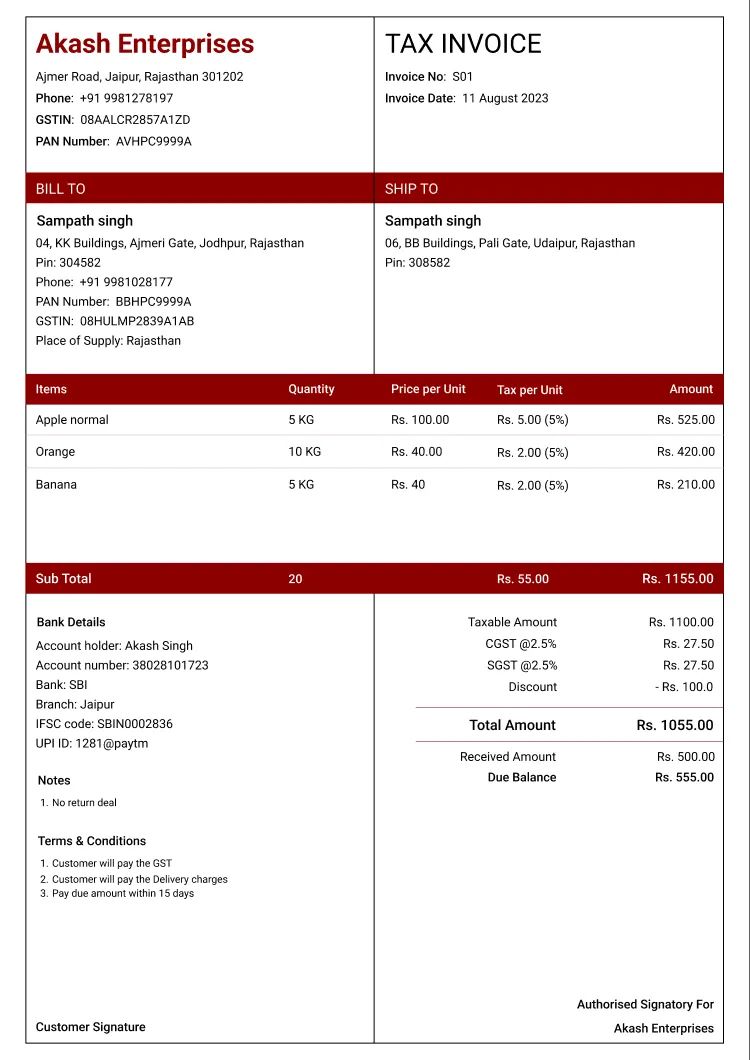 Akash Enterprises
Ajmer Road, Jaipur, Rajasthan 301202
Phone: +91 9981278197
GSTIN: 08AALCR2857A1ZD
PAN Number: AVHPC9999A
TAX INVOICE
Invoice No: S01
Invoice Date: 11 August 2023
BILL TO
Sampath singh
04, KK Buildings, Ajmeri Gate, Jodhpur, Rajasthan
Pin: 304582
Phone: +91 9981028177
PAN Number: BBHPC9999A
GSTIN: 08HULMP2839A1AB
Place of Supply: Rajasthan
SHIP TO
Sampath singh
06, BB Buildings, Pali Gate, Udaipur, Rajasthan
Pin: 308582
Items Quantity Price per Unit Tax per Unit Amount
Apple normal 5 KG Rs. 100.00 Rs. 5.00 (5%) Rs. 525.00
Orange 10 KG Rs. 40.00 Rs. 2.00 (5%) Rs. 420.00
Banana 5 KG Rs. 40 Rs. 2.00 (5%) Rs. 210.00
Sub Total 20 Rs. 55.00 Rs. 1155.00
Bank Details
Account holder: Akash Singh
Account number: 38028101723
Bank: SBI
Branch: Jaipur
IFSC code: SBIN0002836
UPI ID: 1281@paytm
Notes
1. No return deal
Terms & Conditions
1. Customer will pay the GST
2. Customer will pay the Delivery charges
3. Pay due amount within 15 days
Customer Signature
Taxable Amount Rs. 1100.00
CGST @2.5% Rs. 27.50
SGST @2.5% Rs. 27.50
Discount - Rs. 100.0
Total Amount Rs. 1055.00
Received Amount Rs. 500.00
Due Balance Rs. 555.00
Authorised Signatory For
Akash Enterprises